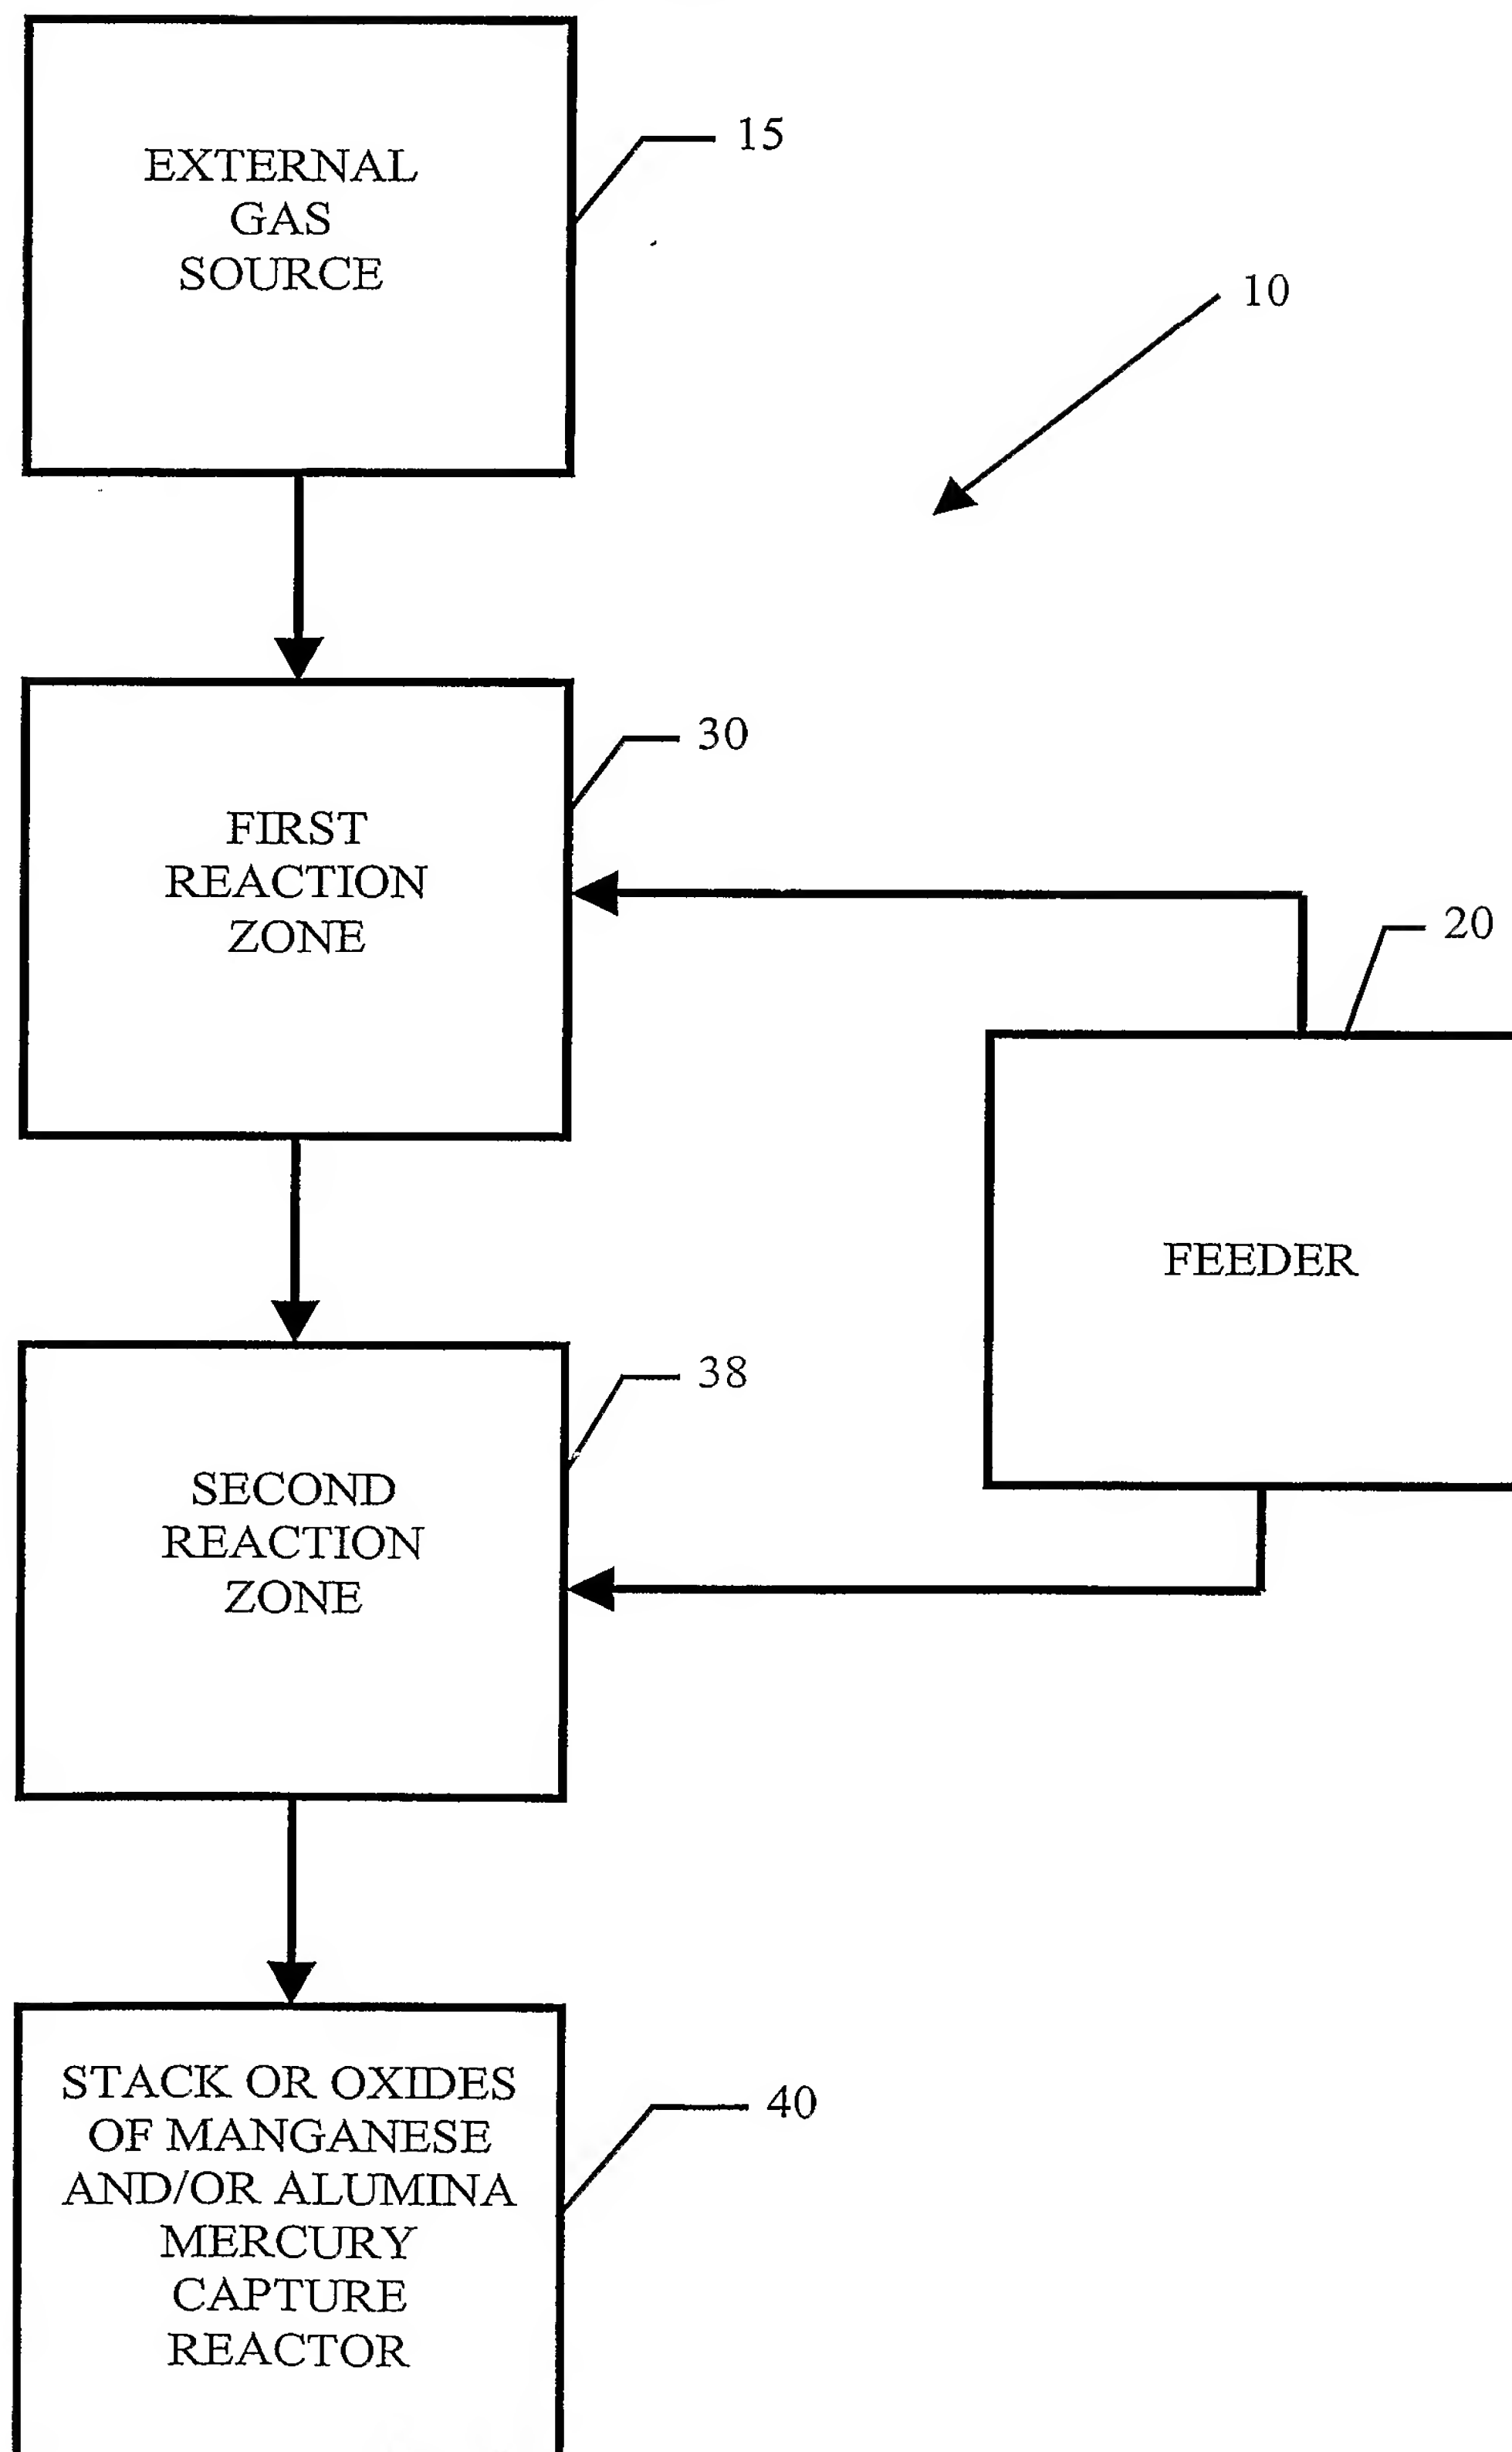 EXTERNAL
GAS
SOURCE
15
10
FIRST
REACTION
ZONE
30
20
FEEDER
SECOND
REACTION
ZONE
38
STACK OR OXIDES
OF MANGANESE
AND/OR ALUMINA
MERCURY
CAPTURE
REACTOR
40